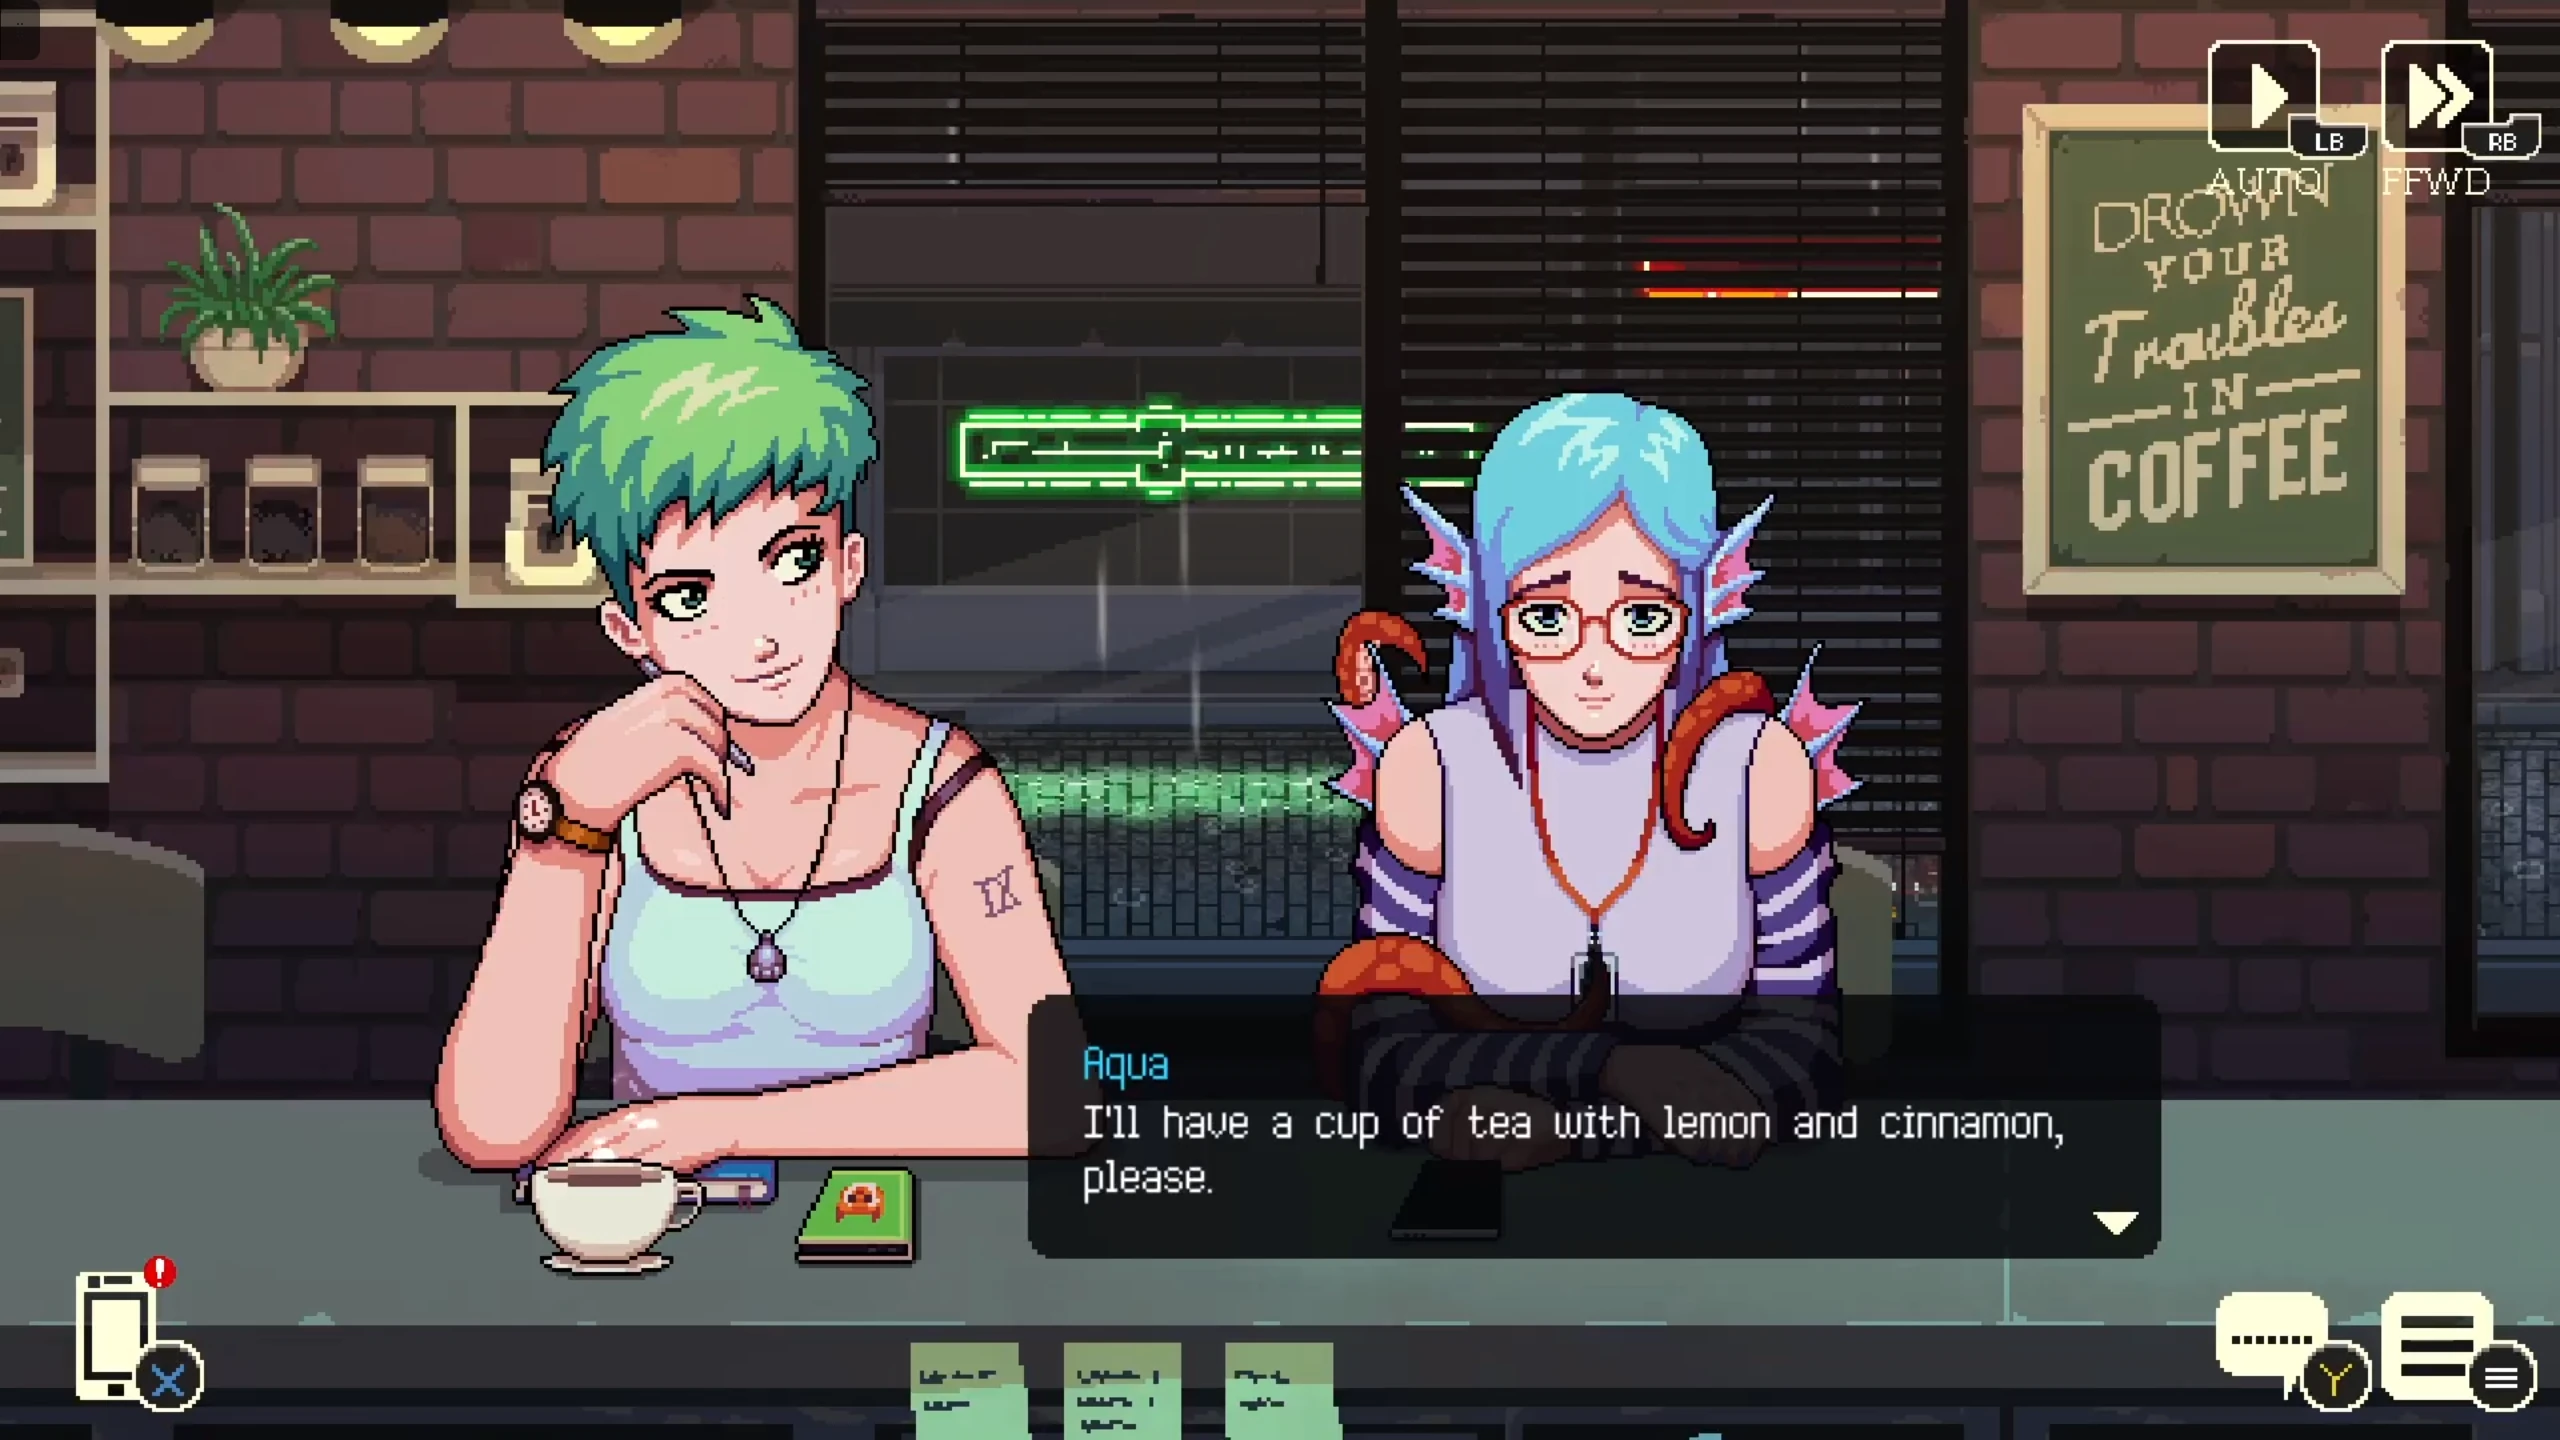 LB
RB
AUTO
FFWD
DROWN
YOUR
Troubles
IN
COFFEE
IX
Aqua
I'll have a cup of tea with lemon and cinnamon,
please.
X
Y